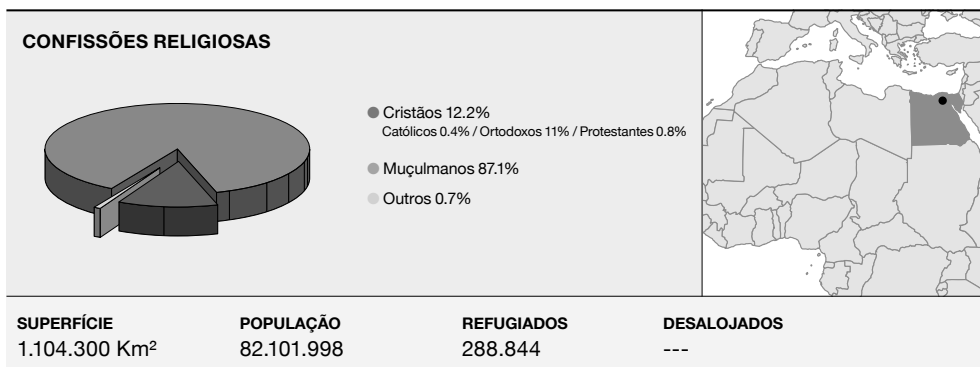 CONFISSÕES RELIGIOSAS
Cristãos 12.2%
Católicos 0.4% / Ortodoxos 11% / Protestantes 0.8%
Muçulmanos 87.1%
Outros 0.7%
SUPERFÍCIE
1.104.300 Km²
POPULAÇÃO
82.101.998
REFUGIADOS
288.844
DESALOJADOS
---